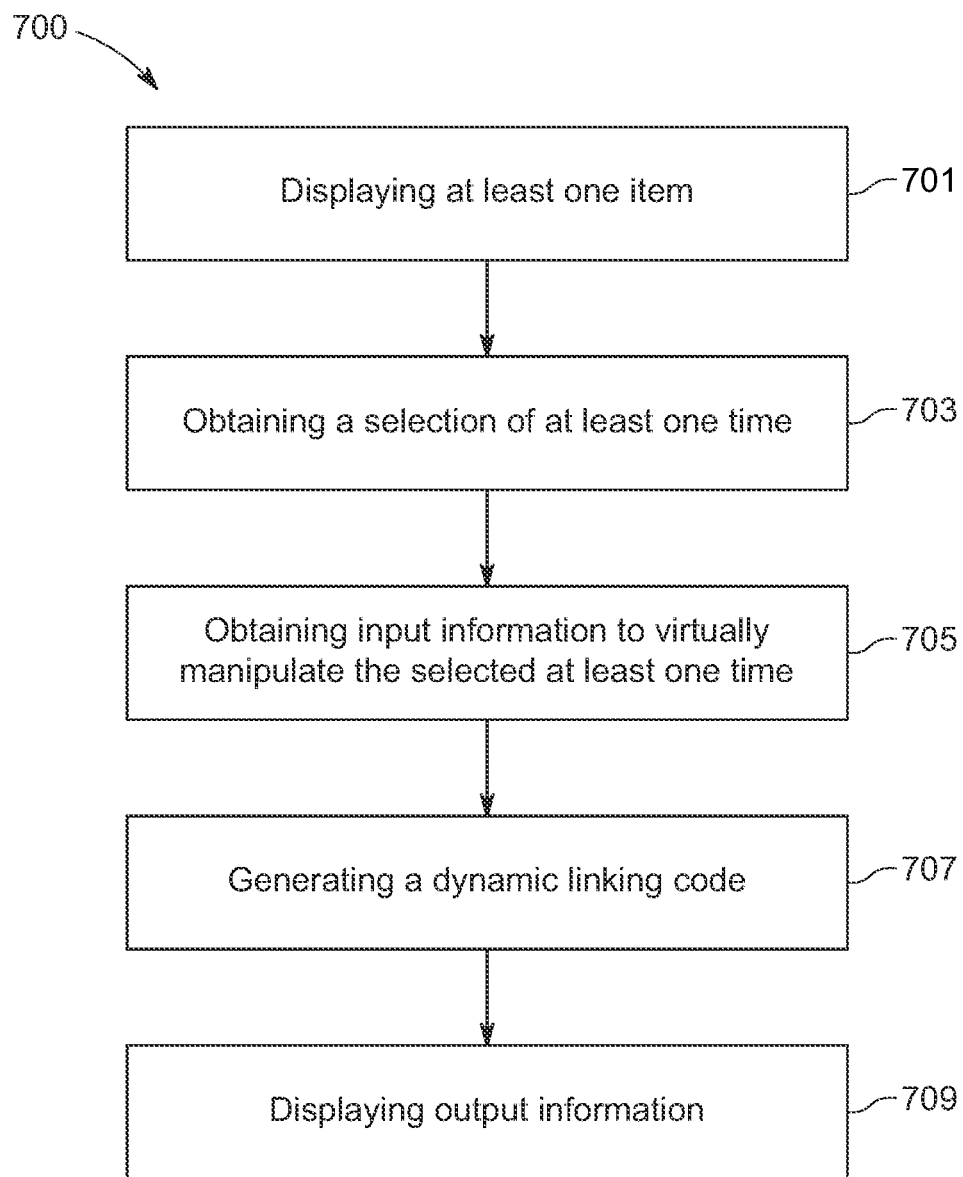 700
Displaying at least one item
701
Obtaining a selection of at least one time
703
Obtaining input information to virtually
manipulate the selected at least one time
705
Generating a dynamic linking code
707
Displaying output information
709